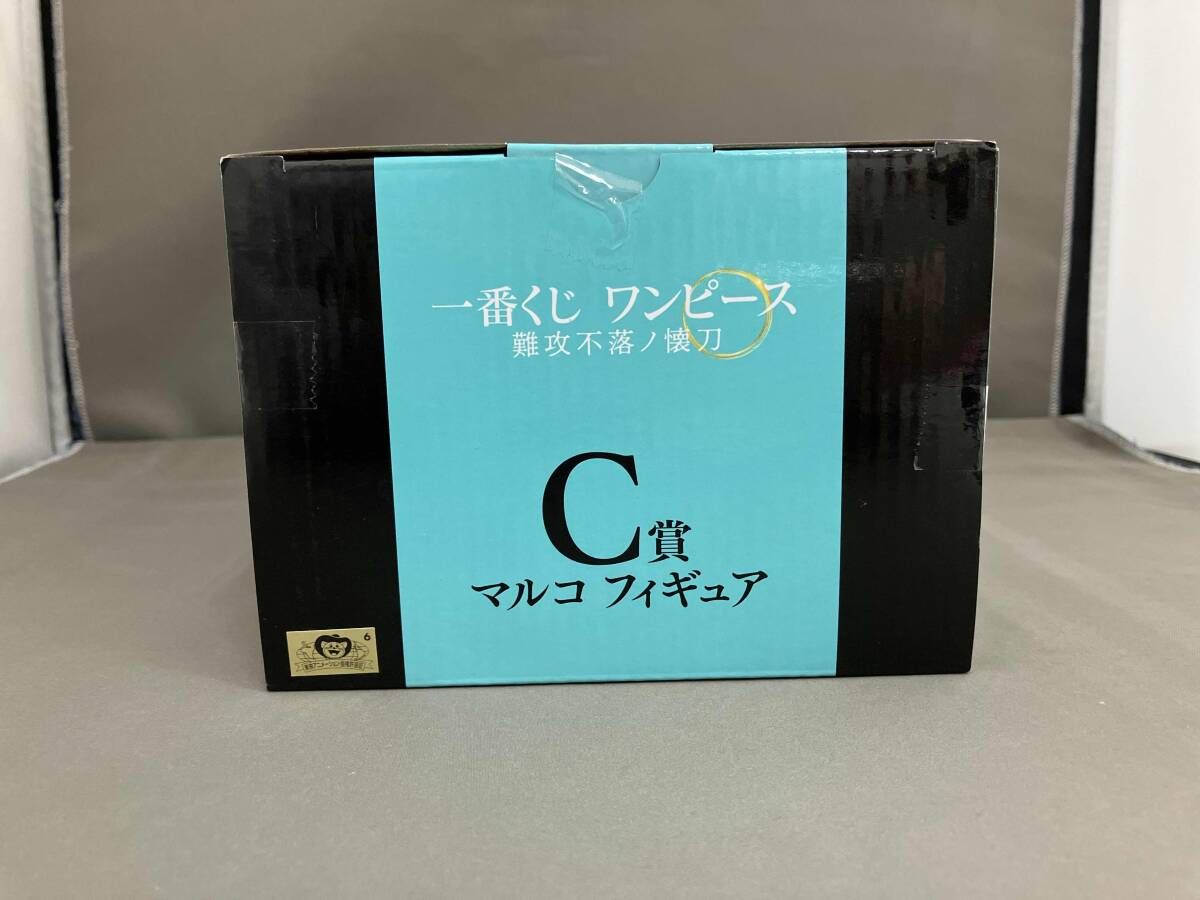 一番くじ ワンピース
難攻不落ノ懐刀
C賞
マルコ フィギュア
6